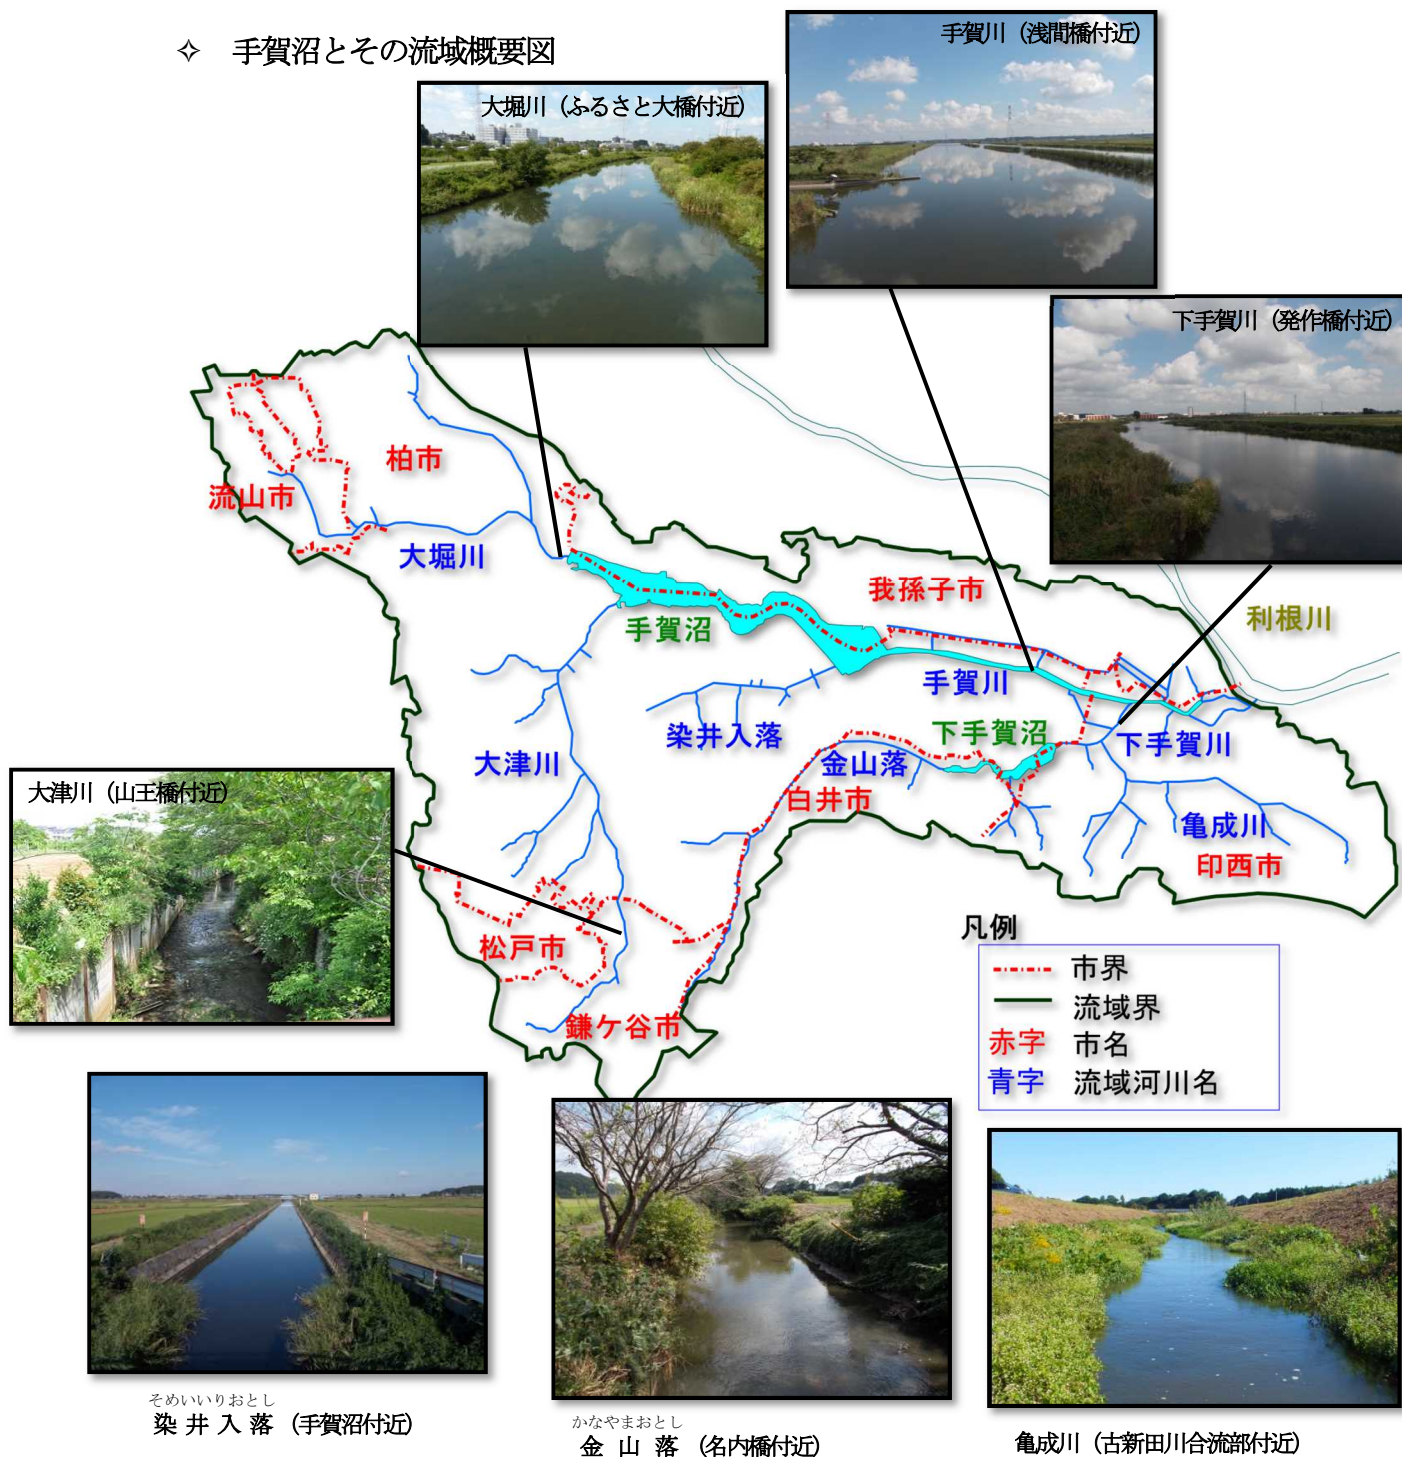 ✧ 手賀沼とその流域概要図
手賀川（浅間橋付近）
大堀川（ふるさと大橋付近）
下手賀川（発作橋付近）
柏市
流山市
大堀川
我孫子市
利根川
手賀沼
手賀川
染井入落
下手賀沼
下手賀川
大津川
金山落
白井市
大津川（山王橋付近）
亀成川
印西市
松戸市
鎌ケ谷市
凡例
市界
流域界
赤字 市名
青字 流域河川名
そめいいりおとし
染井入落（手賀沼付近）
かなやまおとし
金山落（名内橋付近）
亀成川（古新田川合流部付近）